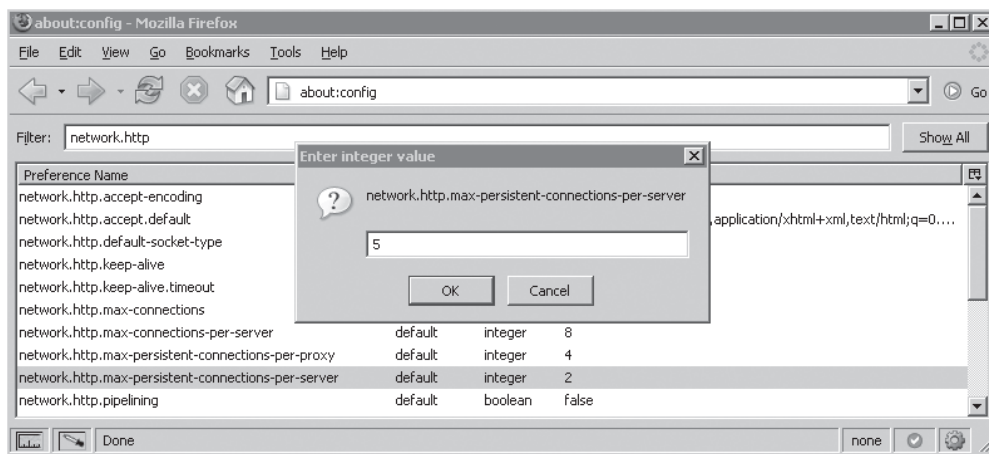 about:config - Mozilla Firefox
File Edit View Go Bookmarks Tools Help
about:config Go
Filter: network.http Show All
Enter integer value
network.http.max-persistent-connections-per-server
5
OK Cancel
Preference Name
network.http.accept-encoding
network.http.accept.default ,application/xhtml+xml,text/html;q=0....
network.http.default-socket-type
network.http.keep-alive
network.http.keep-alive.timeout
network.http.max-connections
network.http.max-connections-per-server default integer 8
network.http.max-persistent-connections-per-proxy default integer 4
network.http.max-persistent-connections-per-server default integer 2
network.http.pipelining default boolean false
Done none